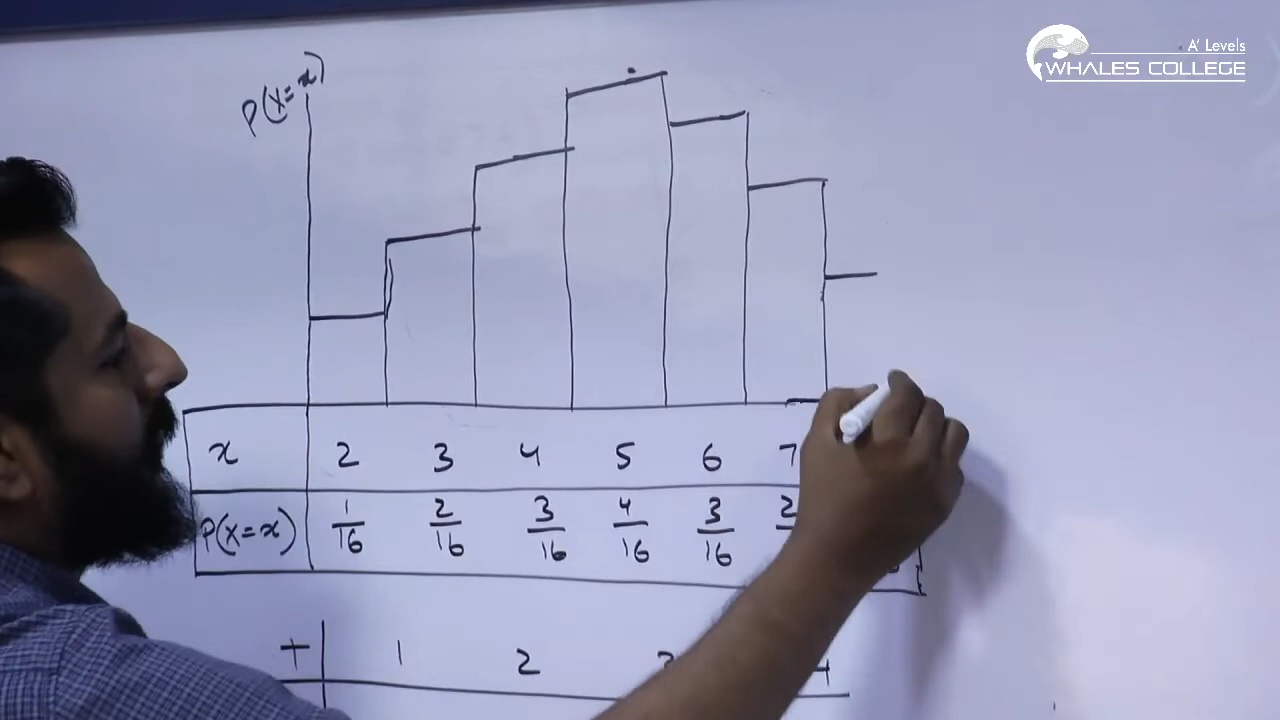 A' Levels
WHALES COLLEGE
P(X=x)
x 2 3 4 5 6 7
P(X=x) 1/16 2/16 3/16 4/16 3/16 2
+ 1 2